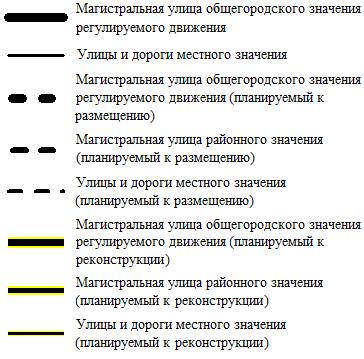 Магистральная улица общегородского значения
регулируемого движения
Улицы и дороги местного значения
Магистральная улица общегородского значения
регулируемого движения (планируемый к
размещению)
Магистральная улица районного значения
(планируемый к размещению)
Улицы и дороги местного значения
(планируемый к размещению)
Магистральная улица общегородского значения
регулируемого движения (планируемый к
реконструкции)
Магистральная улица районного значения
(планируемый к реконструкции)
Улицы и дороги местного значения
(планируемый к реконструкции)